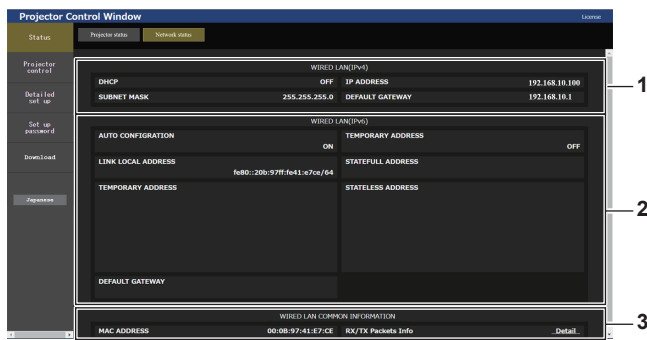 Projector Control Window
License
Status
Projector status
Network status
Projector
control
Detailed
set up
Set up
password
Download
Japanese
WIRED LAN(IPv4)
DHCP OFF IP ADDRESS 192.168.10.100
SUBNET MASK 255.255.255.0 DEFAULT GATEWAY 192.168.10.1
1
WIRED LAN(IPv6)
AUTO CONFIGRATION TEMPORARY ADDRESS
ON OFF
LINK LOCAL ADDRESS STATEFULL ADDRESS
fe80::20b:97ff:fe41:e7ce/64
TEMPORARY ADDRESS STATELESS ADDRESS
2
DEFAULT GATEWAY
WIRED LAN COMMON INFORMATION
MAC ADDRESS 00:0B:97:41:E7:CE RX/TX Packets Info _Detail_
3